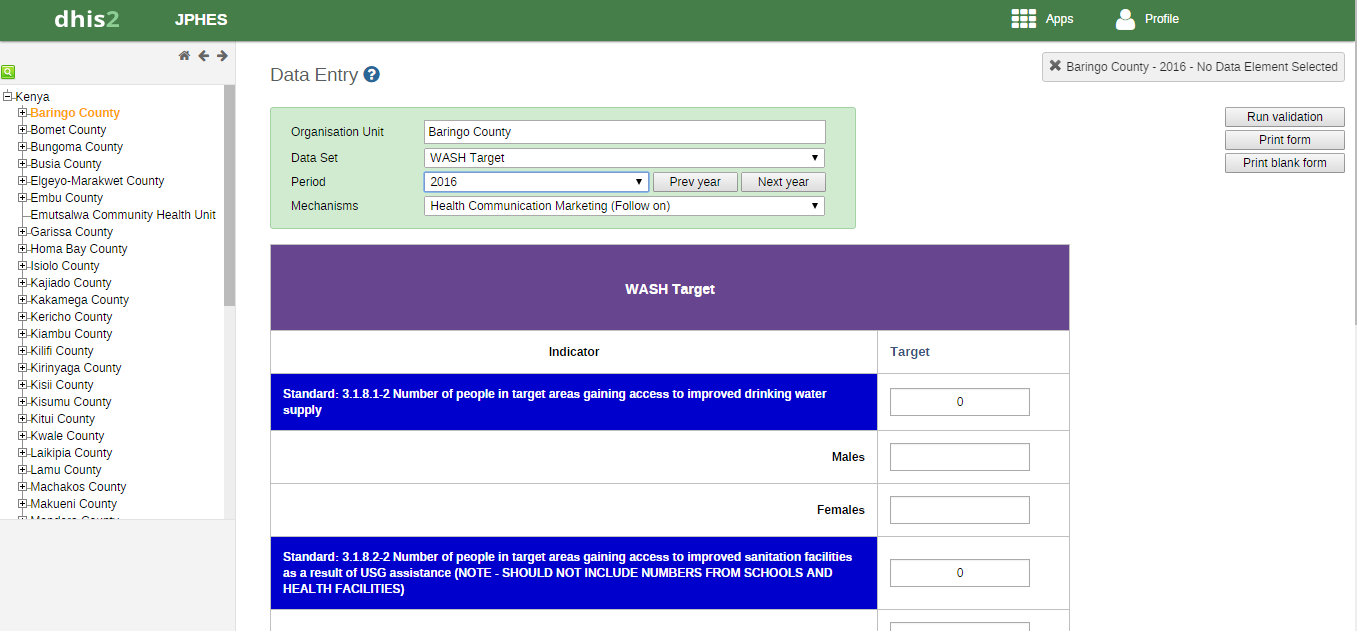 dhis2
JPHES
Apps
Profile
Kenya
Baringo County
Bomet County
Bungoma County
Busia County
Elgeyo-Marakwet County
Embu County
Emutsalwa Community Health Unit
Garissa County
Homa Bay County
Isiolo County
Kajiado County
Kakamega County
Kericho County
Kiambu County
Kilifi County
Kirinyaga County
Kisii County
Kisumu County
Kitui County
Kwale County
Laikipia County
Lamu County
Machakos County
Makueni County
Data Entry ?
Baringo County - 2016 - No Data Element Selected
Run validation
Print form
Print blank form
Organisation Unit Baringo County
Data Set WASH Target
Period 2016 Prev year Next year
Mechanisms Health Communication Marketing (Follow on)
WASH Target
Indicator Target
Standard: 3.1.8.1-2 Number of people in target areas gaining access to improved drinking water
supply
0
Males
Females
Standard: 3.1.8.2-2 Number of people in target areas gaining access to improved sanitation facilities
as a result of USG assistance (NOTE - SHOULD NOT INCLUDE NUMBERS FROM SCHOOLS AND
HEALTH FACILITIES)
0